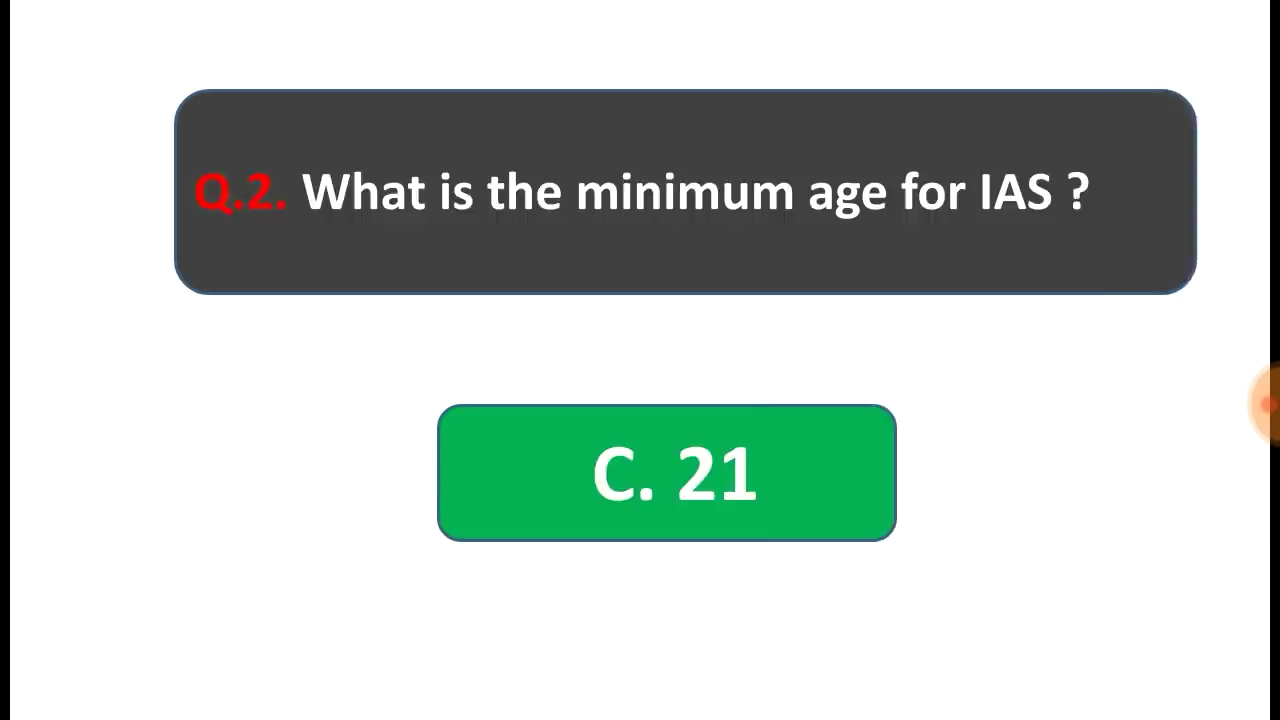 Q.2. What is the minimum age for IAS ?
C. 21